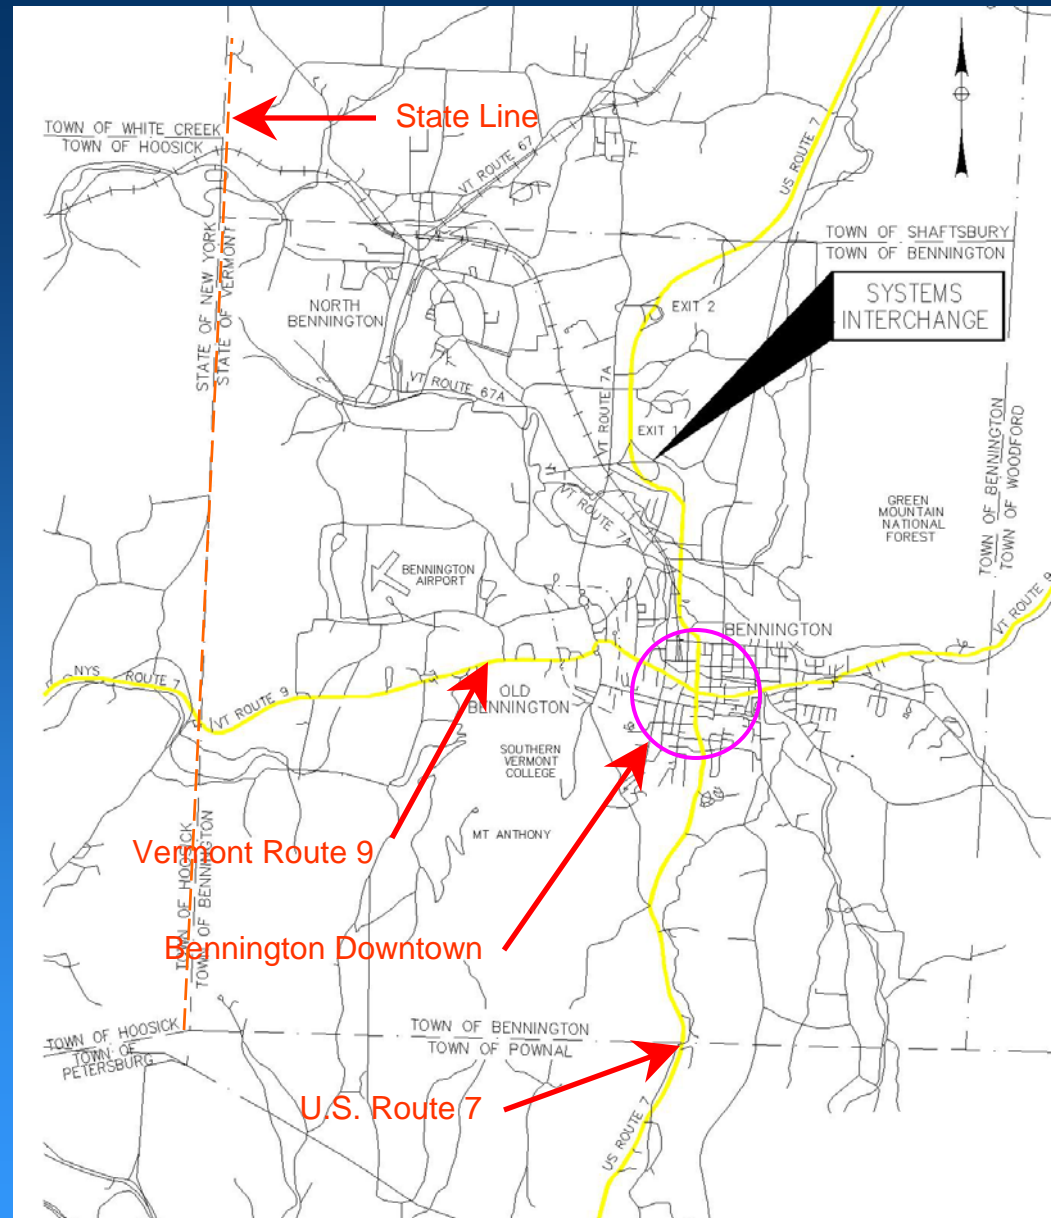 State Line
TOWN OF WHITE CREEK
TOWN OF HOOSICK
VT ROUTE 67
US ROUTE 7
STATE OF NEW YORK
STATE OF VERMONT
TOWN OF SHAFTSBURY
TOWN OF BENNINGTON
SYSTEMS
INTERCHANGE
NORTH
BENNINGTON
EXIT 2
VT ROUTE 67A
VT ROUTE 7A
EXIT 1
TOWN OF BENNINGTON
TOWN OF WOODFORD
VT ROUTE 7A
GREEN
MOUNTAIN
NATIONAL
FOREST
BENNINGTON
AIRPORT
VT ROUTE 9
BENNINGTON
NYS ROUTE 7
VT ROUTE 9
OLD
BENNINGTON
SOUTHERN
VERMONT
COLLEGE
MT ANTHONY
Vermont Route 9
TOWN OF HOOSICK
TOWN OF BENNINGTON
Bennington Downtown
TOWN OF HOOSICK
TOWN OF
PETERSBURG
TOWN OF BENNINGTON
TOWN OF POWNAL
U.S. Route 7
US ROUTE 7